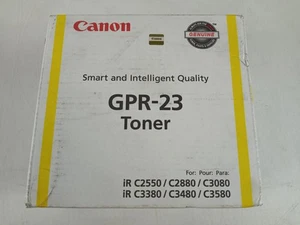 Canon
GENUINE
Smart and Intelligent Quality
GPR-23
Toner
For: Pour: Para:
iR C2550 / C2880 / C3080
iR C3380 / C3480 / C3580